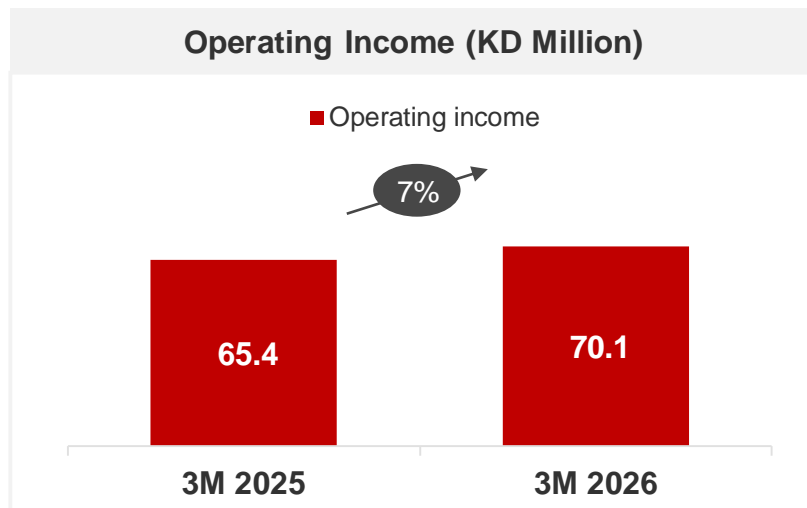 Operating Income (KD Million)
Operating income
7%
65.4
70.1
3M 2025
3M 2026